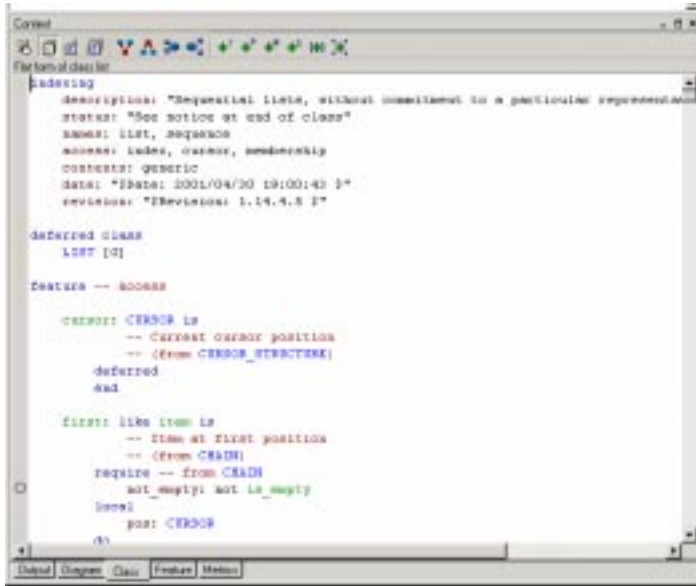 Context
Flat form of class list
indexing
description: "Sequential lists, without commitment to a particular representat
status: "See notice at end of class"
names: list, sequence
access: index, cursor, membership
contents: generic
date: "$Date: 2001/04/30 19:00:43 $"
revision: "$Revision: 1.14.4.8 $"
deferred class
LIST [G]
feature -- Access
cursor: CURSOR is
-- Current cursor position
-- (from CURSOR_STRUCTURE)
deferred
end
first: like item is
-- Item at first position
-- (from CHAIN)
require -- from CHAIN
not_empty: not is_empty
local
pos: CURSOR
do
Output Diagram Class Feature Metrics